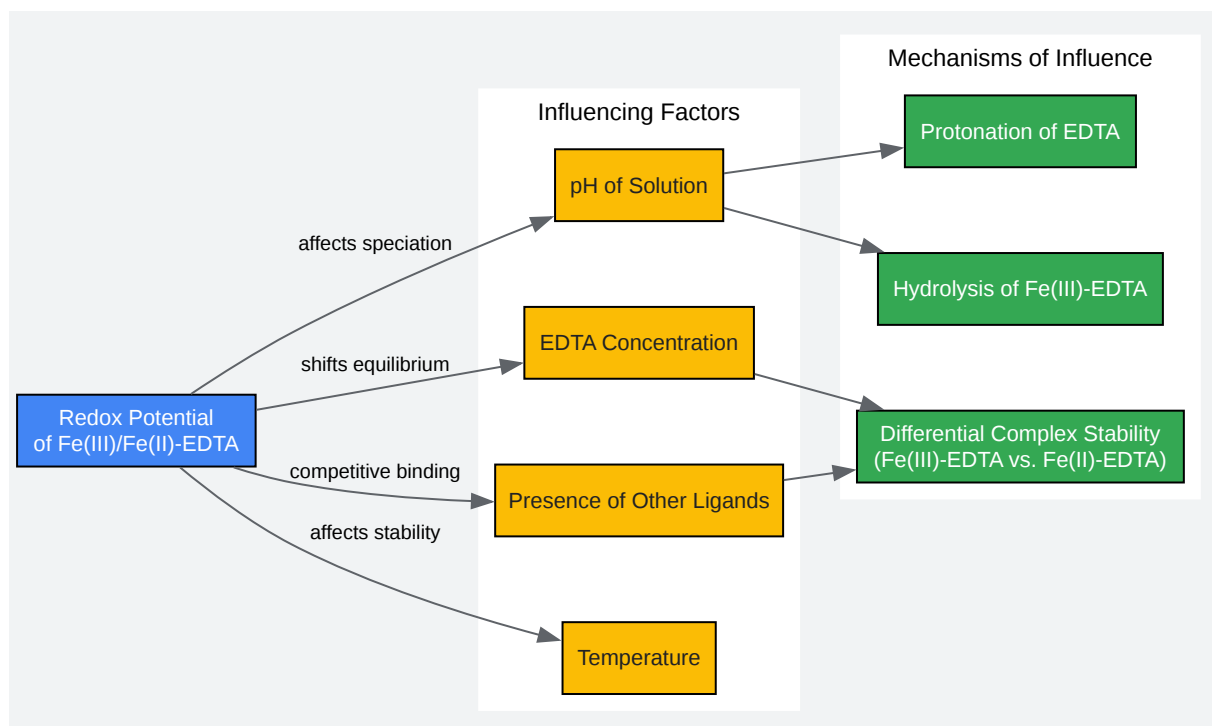 Mechanisms of Influence
Influencing Factors
Protonation of EDTA
pH of Solution
affects speciation
Hydrolysis of Fe(III)-EDTA
EDTA Concentration
shifts equilibrium
Redox Potential
of Fe(III)/Fe(II)-EDTA
Differential Complex Stability
(Fe(III)-EDTA vs. Fe(II)-EDTA)
competitive binding
Presence of Other Ligands
affects stability
Temperature